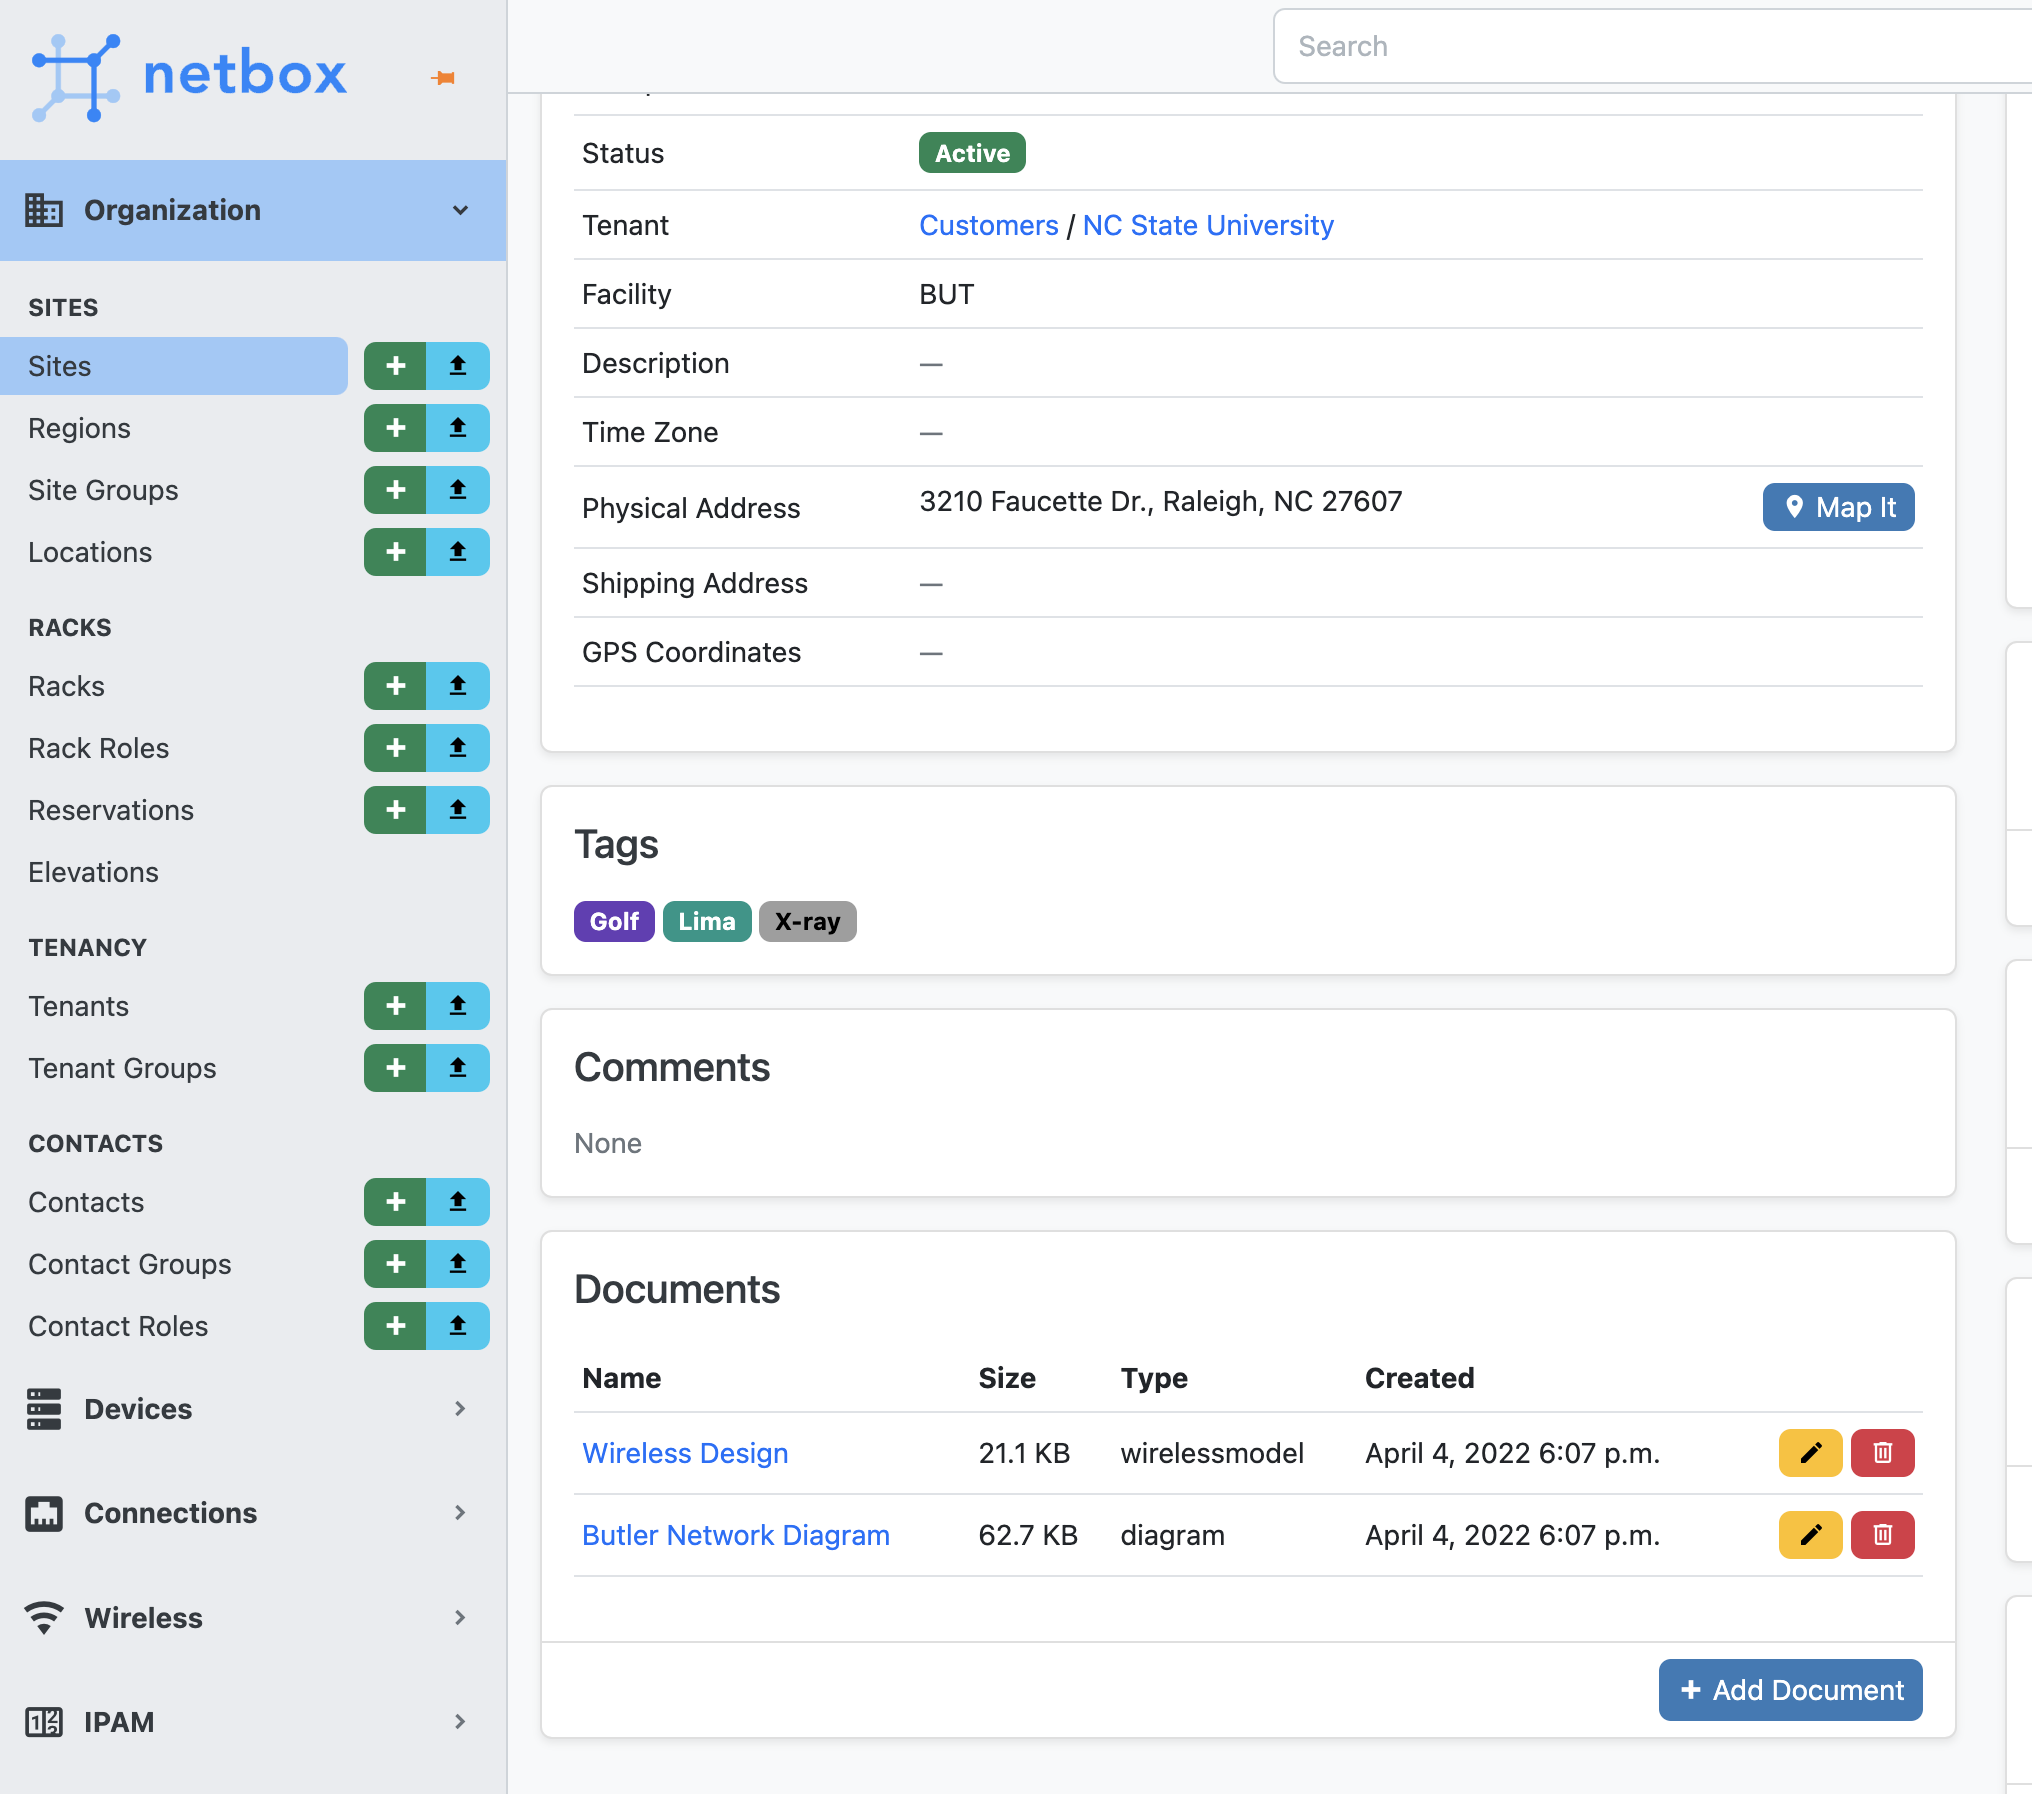 netbox
Search
Organization
SITES
Sites
Regions
Site Groups
Locations
RACKS
Racks
Rack Roles
Reservations
Elevations
TENANCY
Tenants
Tenant Groups
CONTACTS
Contacts
Contact Groups
Contact Roles
Devices
Connections
Wireless
IPAM
Status Active
Tenant Customers / NC State University
Facility BUT
Description —
Time Zone —
Physical Address 3210 Faucette Dr., Raleigh, NC 27607 Map It
Shipping Address —
GPS Coordinates —
Tags
Golf Lima X-ray
Comments
None
Documents
Name Size Type Created
Wireless Design 21.1 KB wirelessmodel April 4, 2022 6:07 p.m.
Butler Network Diagram 62.7 KB diagram April 4, 2022 6:07 p.m.
+ Add Document